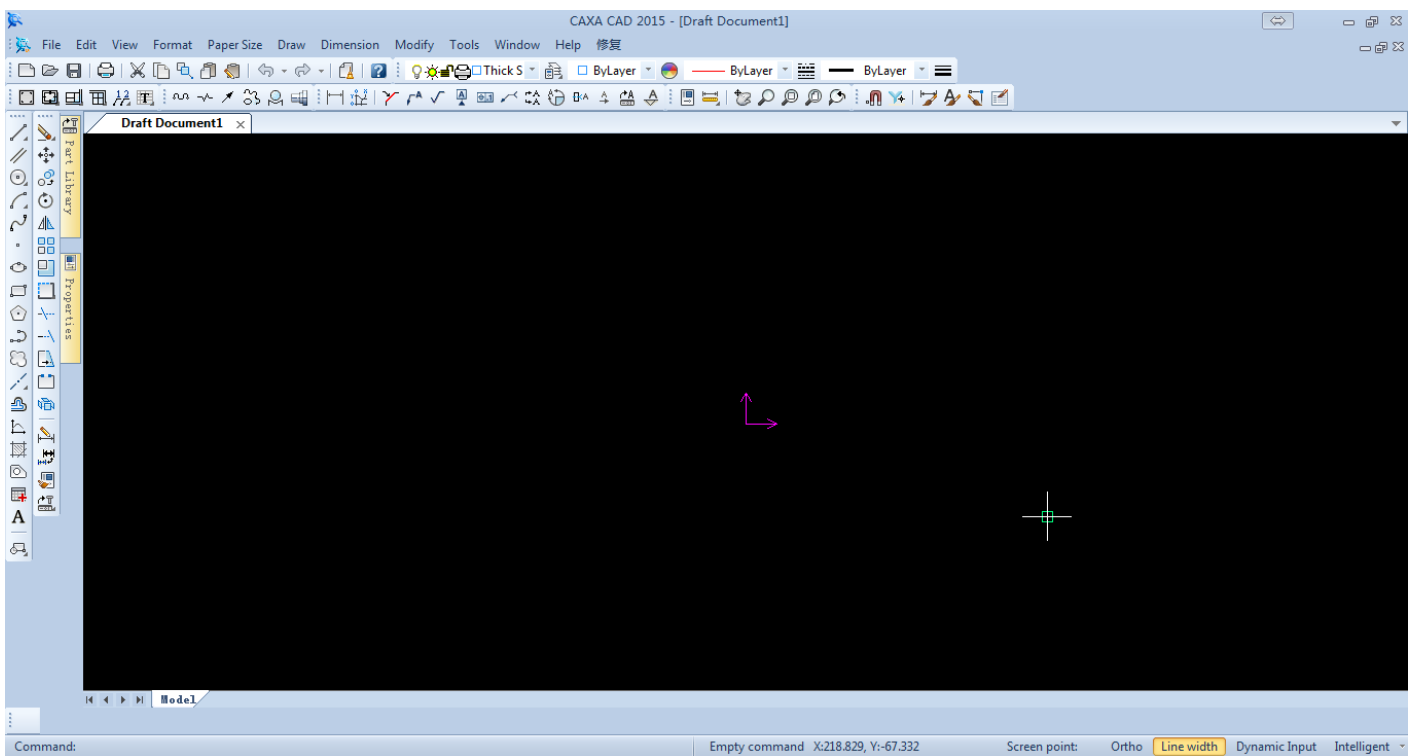 CAXA CAD 2015 - [Draft Document1]
File Edit View Format Paper Size Draw Dimension Modify Tools Window Help 修复
Thick S ByLayer ByLayer ByLayer
Draft Document1
Part Library
Properties
A
Model
Command: Empty command X:218.829, Y:-67.332 Screen point: Ortho Line width Dynamic Input Intelligent